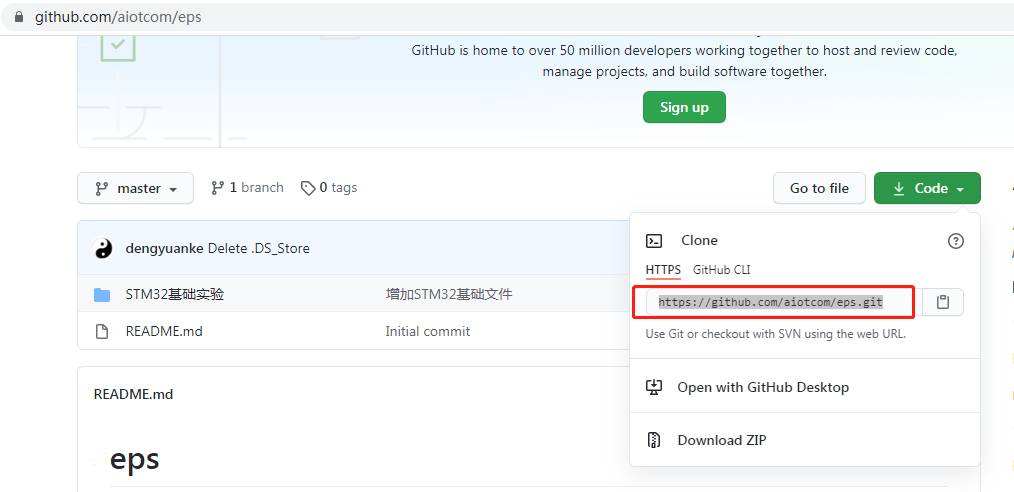 github.com/aiotcom/eps
GitHub is home to over 50 million developers working together to host and review code,
manage projects, and build software together.
Sign up
master
1 branch
0 tags
Go to file
Code
dengyuanke Delete .DS_Store
STM32基础实验
增加STM32基础文件
README.md
Initial commit
Clone
HTTPS GitHub CLI
https://github.com/aiotcom/eps.git
Use Git or checkout with SVN using the web URL.
Open with GitHub Desktop
Download ZIP
README.md
eps